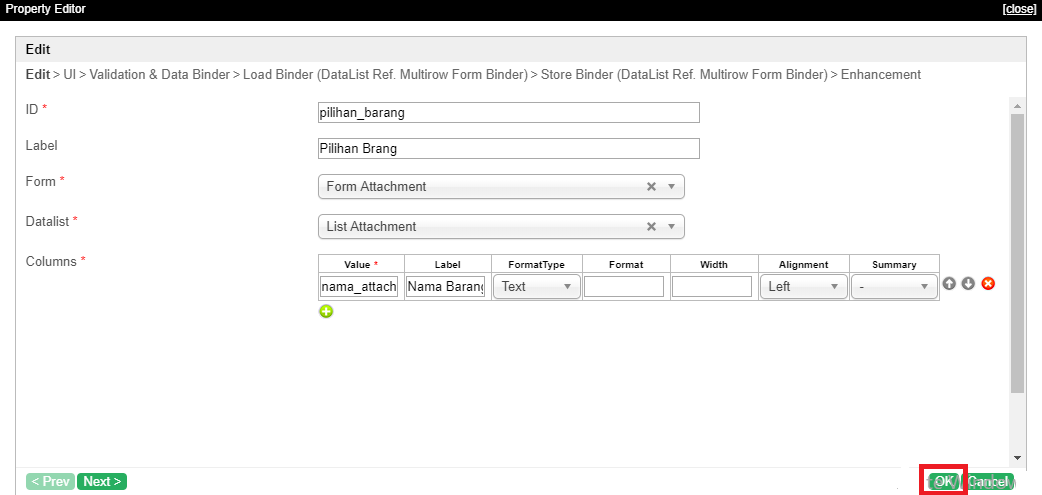 Property Editor [close]
Edit
Edit > UI > Validation & Data Binder > Load Binder (DataList Ref. Multirow Form Binder) > Store Binder (DataList Ref. Multirow Form Binder) > Enhancement
ID * pilihan_barang
Label Pilihan Brang
Form * Form Attachment
Datalist * List Attachment
Columns * Value * Label FormatType Format Width Alignment Summary
nama_attach Nama Barang Text Left -
< Prev Next > OK Cancel